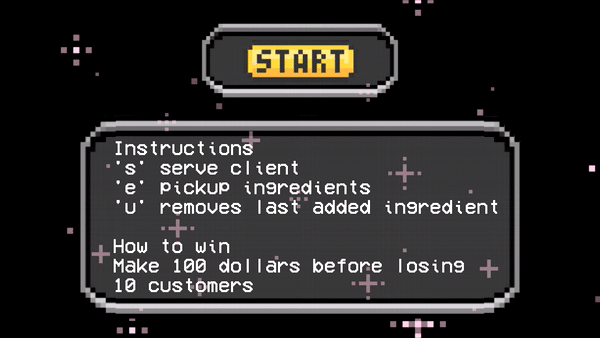 START
Instructions
's' serve client
'e' pickup ingredients
'u' removes last added ingredient
How to win
Make 100 dollars before losing
10 customers